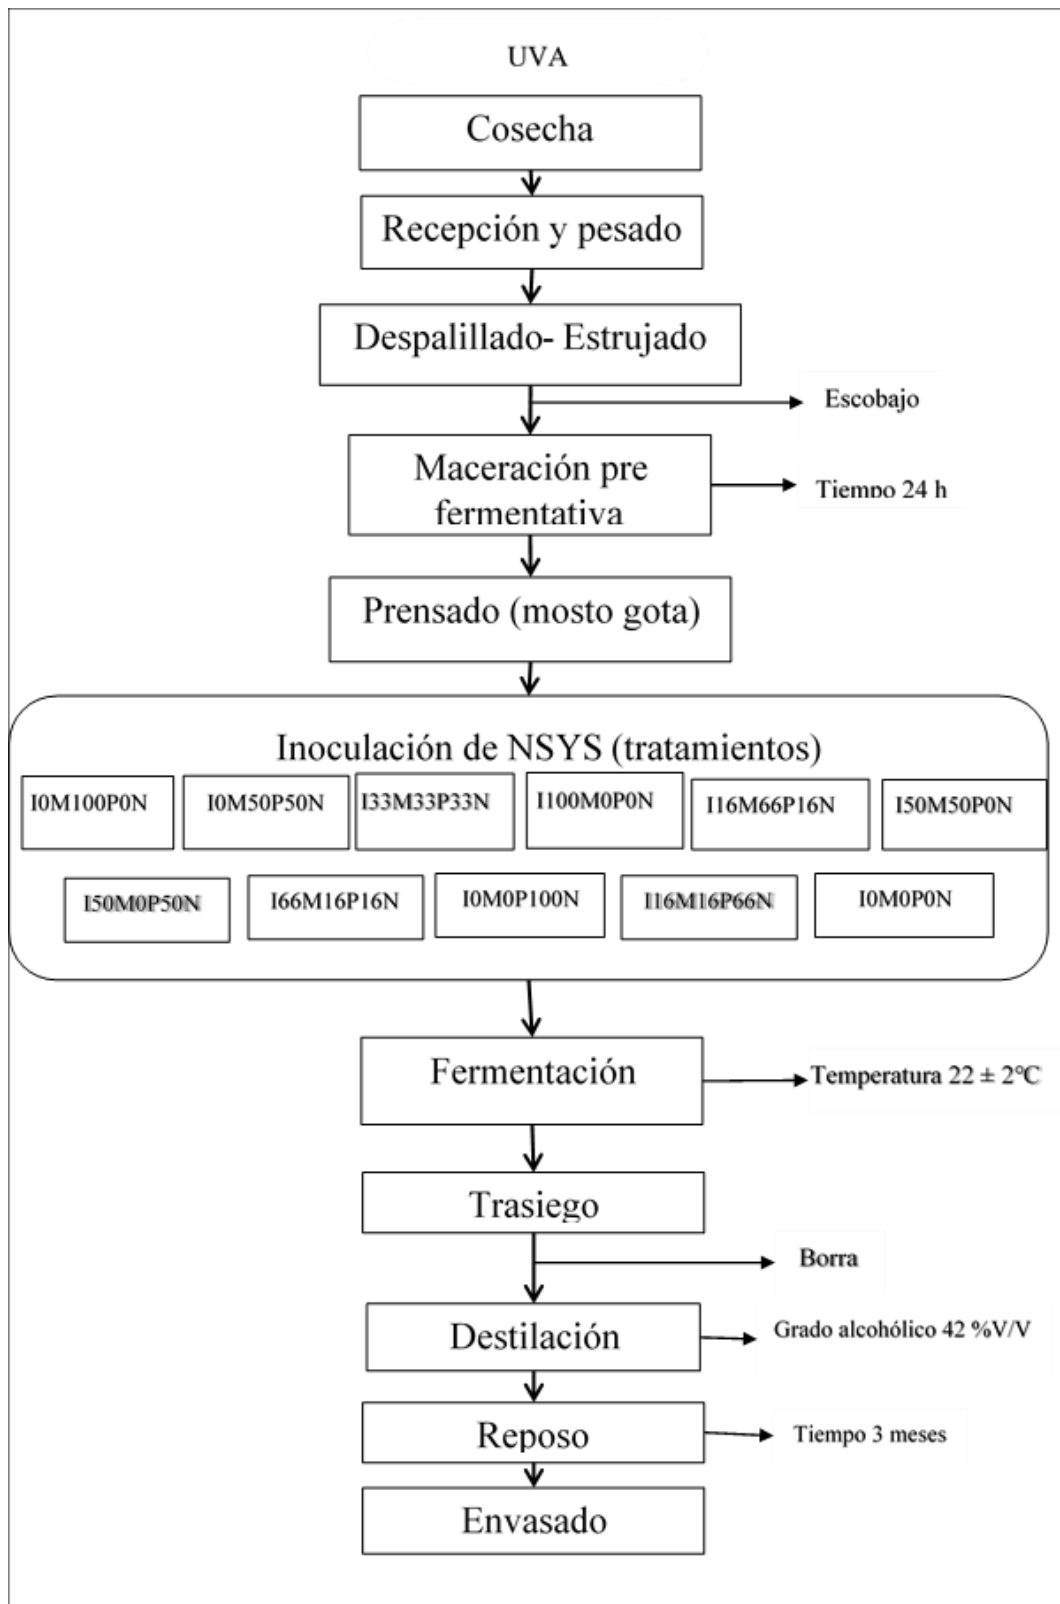 UVA
Cosecha
Recepción y pesado
Despalillado- Estrujado
Escobajo
Maceración pre
fermentativa
Tiempo 24 h
Prensado (mosto gota)
Inoculación de NSYS (tratamientos)
I0M100P0N
I0M50P50N
I33M33P33N
I100M0P0N
I16M66P16N
I50M50P0N
I50M0P50N
I66M16P16N
I0M0P100N
I16M16P66N
I0M0P0N
Fermentación
Temperatura 22 ± 2°C
Trasiego
Borra
Destilación
Grado alcohólico 42 %V/V
Reposo
Tiempo 3 meses
Envasado